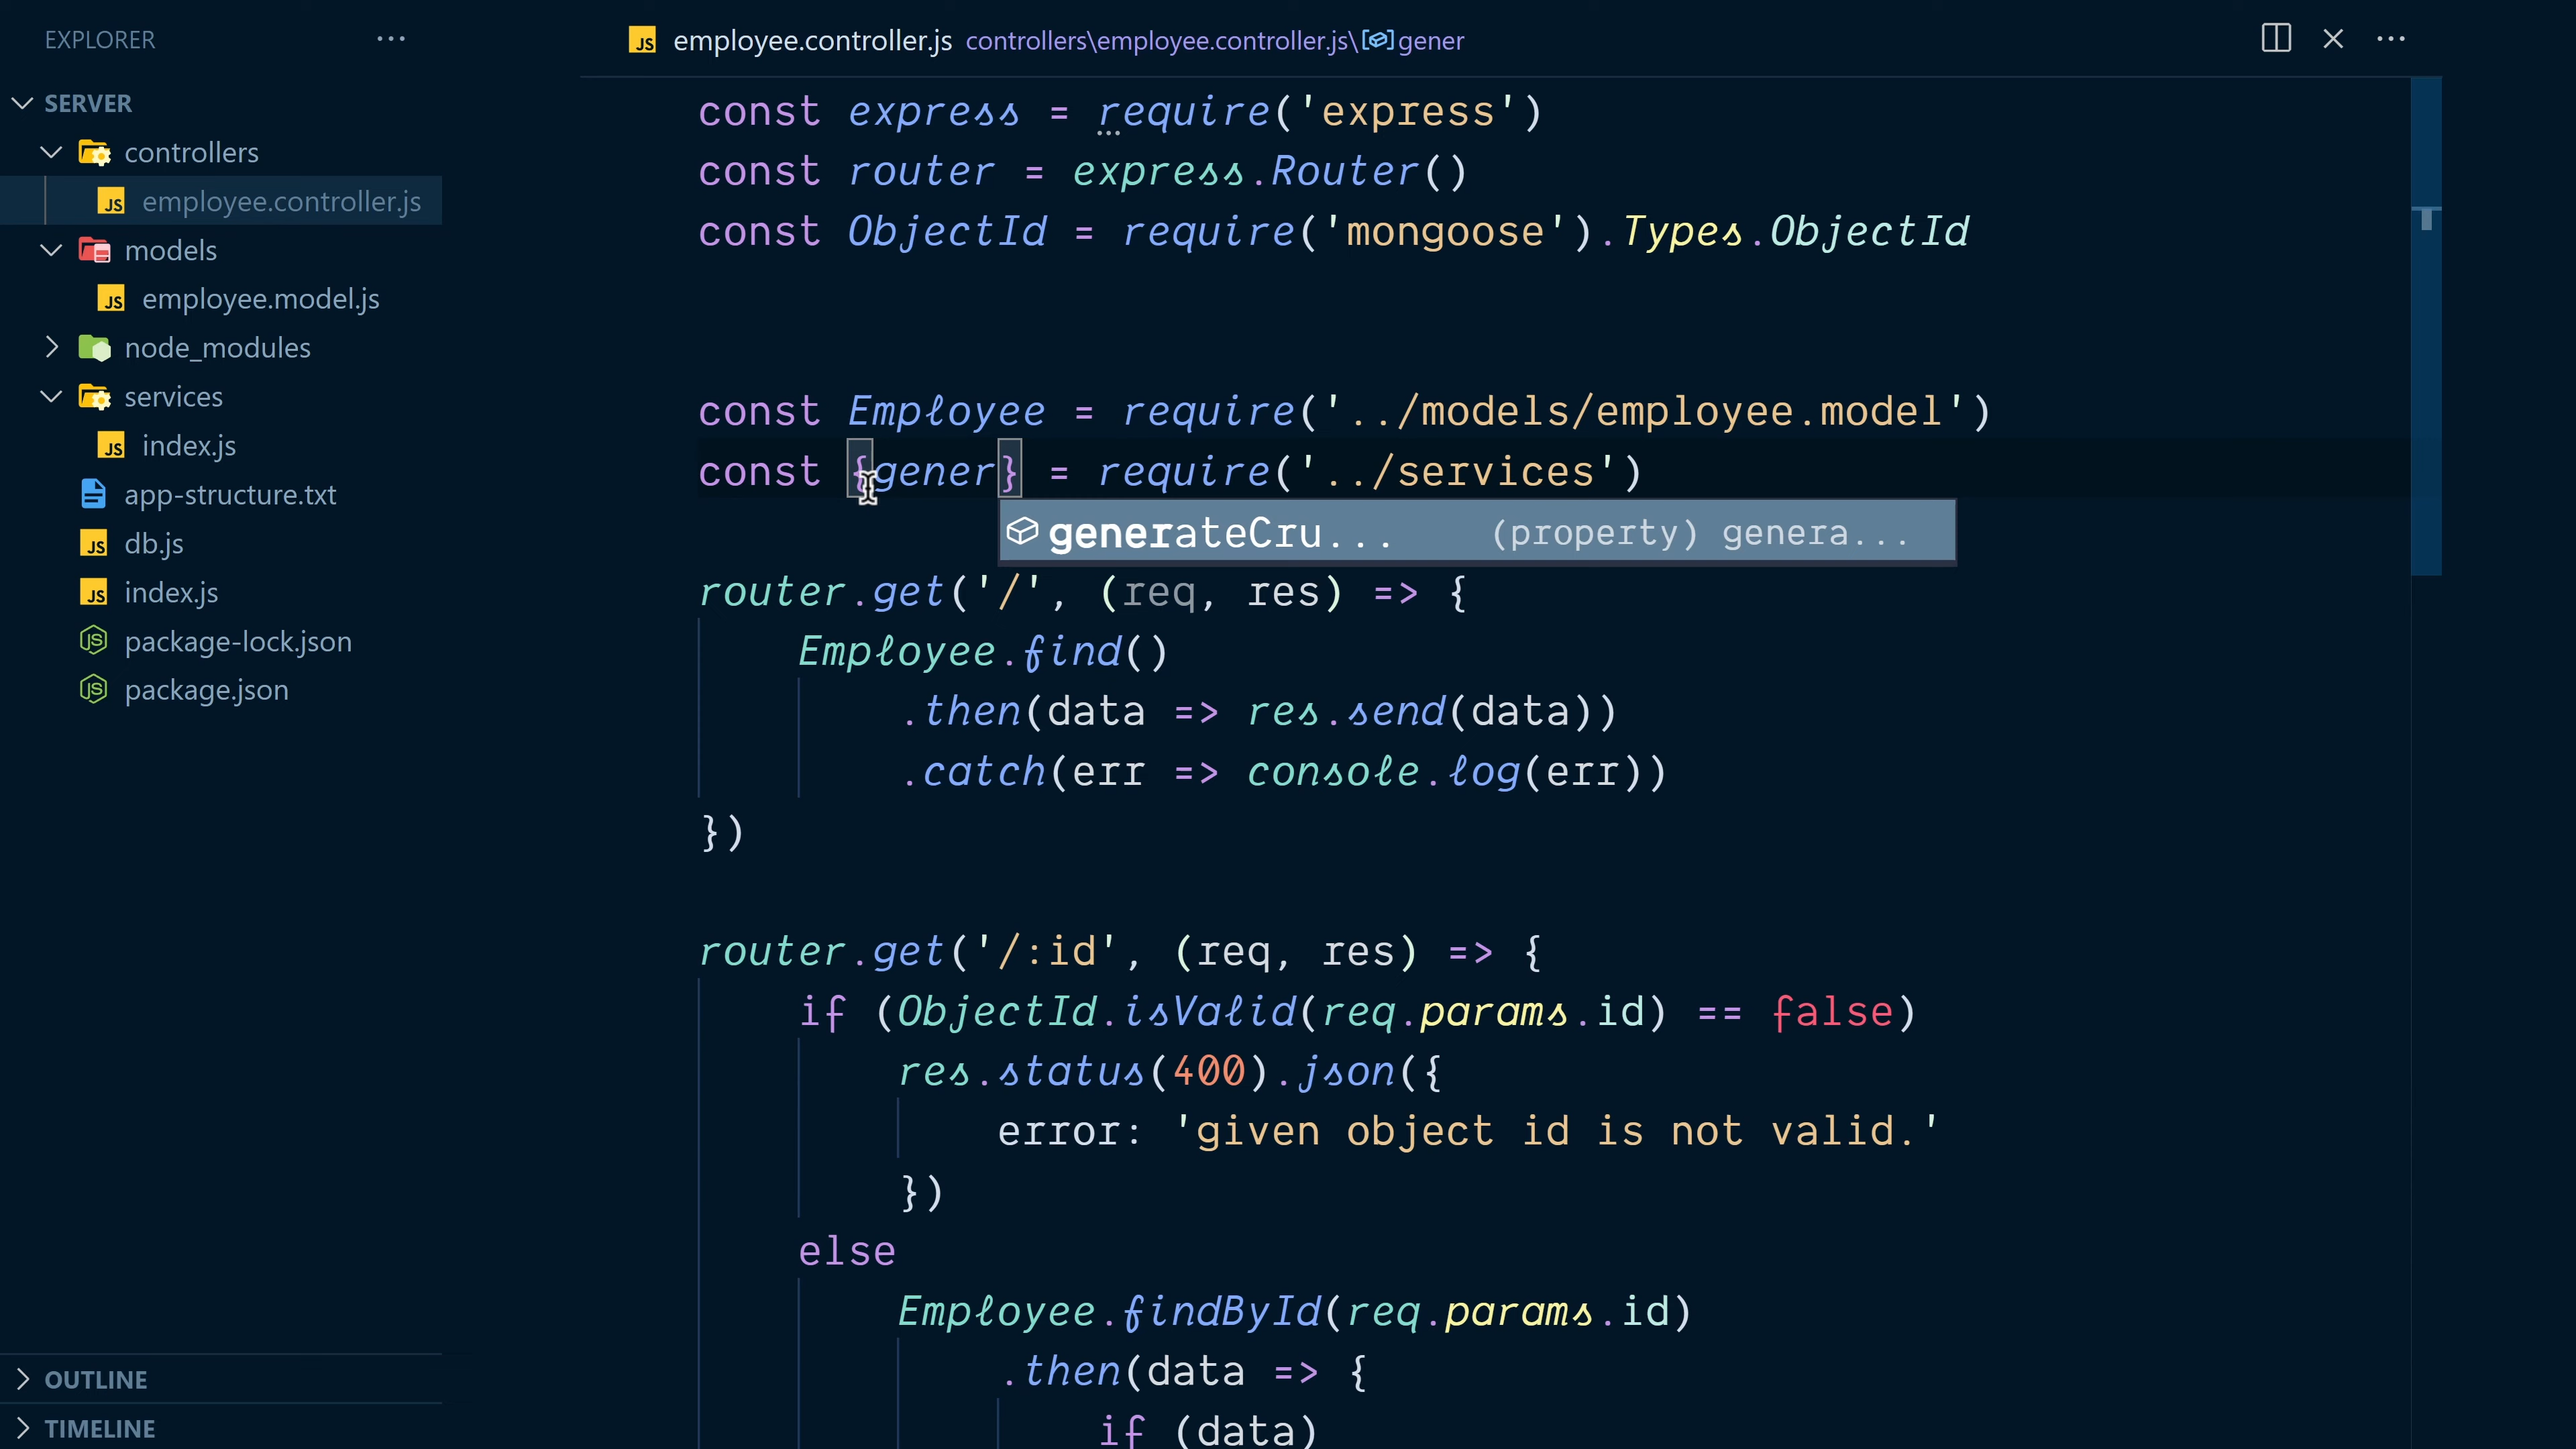 EXPLORER
SERVER
controllers
employee.controller.js
models
employee.model.js
node_modules
services
index.js
app-structure.txt
db.js
index.js
package-lock.json
package.json
OUTLINE
TIMELINE
employee.controller.js controllers\employee.controller.js\gener
const express = require('express')
const router = express.Router()
const ObjectId = require('mongoose').Types.ObjectId
const Employee = require('../models/employee.model')
const {gener} = require('../services')
generateCru... (property) genera...
router.get('/', (req, res) => {
Employee.find()
.then(data => res.send(data))
.catch(err => console.log(err))
})
router.get('/:id', (req, res) => {
if (ObjectId.isValid(req.params.id) == false)
res.status(400).json({
error: 'given object id is not valid.'
})
else
Employee.findById(req.params.id)
.then(data => {
if (data)